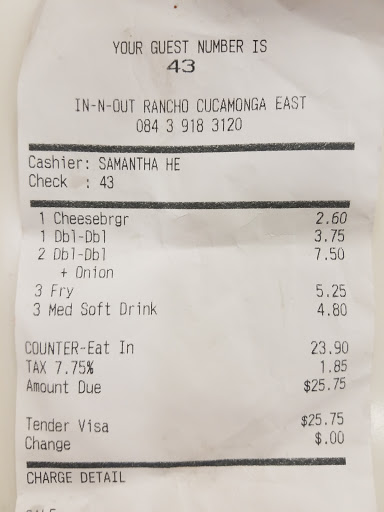 YOUR GUEST NUMBER IS
43
IN-N-OUT RANCHO CUCAMONGA EAST
084 3 918 3120
Cashier: SAMANTHA HE
Check : 43
1 Cheesebrgr 2.60
1 Dbl-Dbl 3.75
2 Dbl-Dbl 7.50
+ Onion
3 Fry 5.25
3 Med Soft Drink 4.80
COUNTER-Eat In 23.90
TAX 7.75% 1.85
Amount Due $25.75
Tender Visa $25.75
Change $.00
CHARGE DETAIL